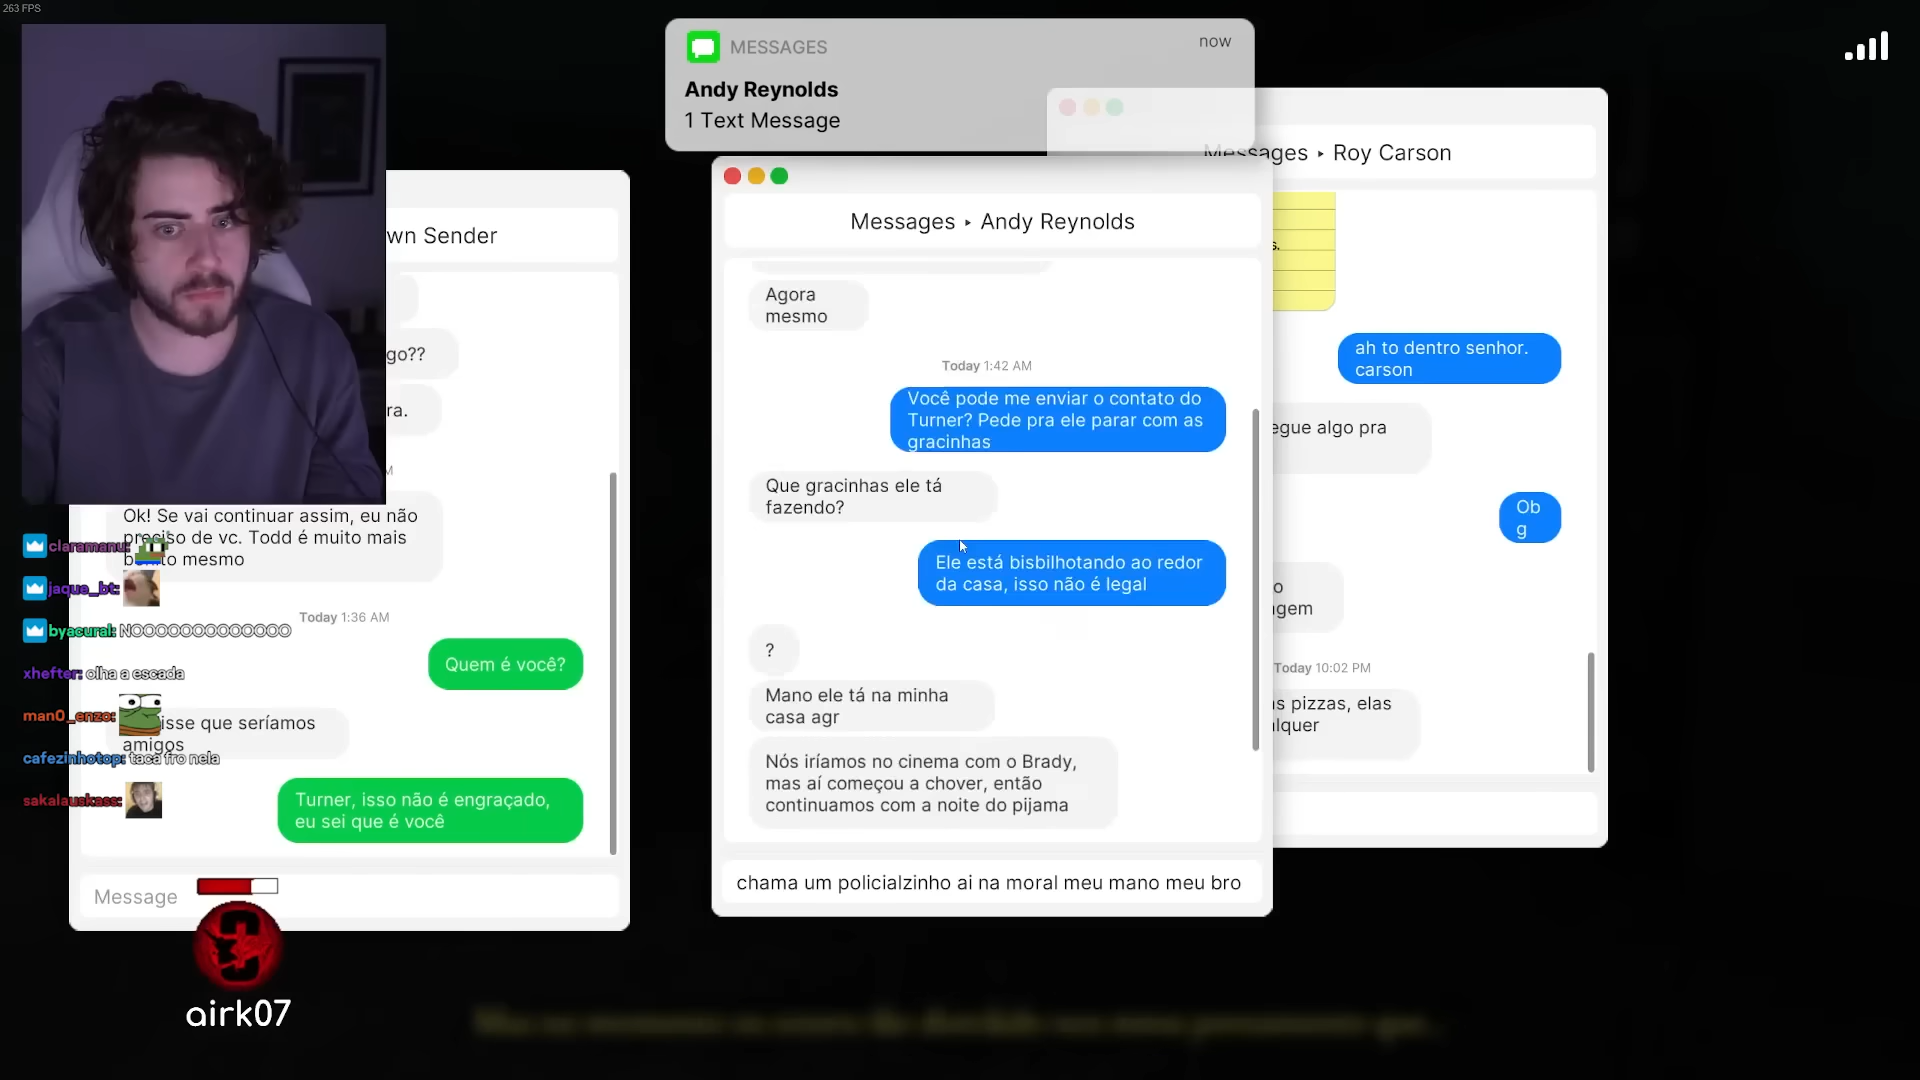 263 FPS
MESSAGES
now
Andy Reynolds
1 Text Message
wn Sender
go??
ra.
Ok! Se vai continuar assim, eu não
preciso de vc. Todd é muito mais
bonito mesmo
Today 1:36 AM
Quem é você?
isse que seríamos
amigos
Turner, isso não é engraçado,
eu sei que é você
Message
claramanu:
jaque_bt:
byacural: NOOOOOOOOOOOOO
xhefter: olha a escada
man0_enzo:
cafezinhotop: taca fro nela
sakalauskass:
airk07
Messages ▸ Andy Reynolds
Agora
mesmo
Today 1:42 AM
Você pode me enviar o contato do
Turner? Pede pra ele parar com as
gracinhas
Que gracinhas ele tá
fazendo?
Ele está bisbilhotando ao redor
da casa, isso não é legal
?
Mano ele tá na minha
casa agr
Nós iríamos no cinema com o Brady,
mas aí começou a chover, então
continuamos com a noite do pijama
chama um policialzinho ai na moral meu mano meu bro
Messages ▸ Roy Carson
s.
ah to dentro senhor.
carson
egue algo pra
Ob
g
o
agem
Today 10:02 PM
as pizzas, elas
lquer